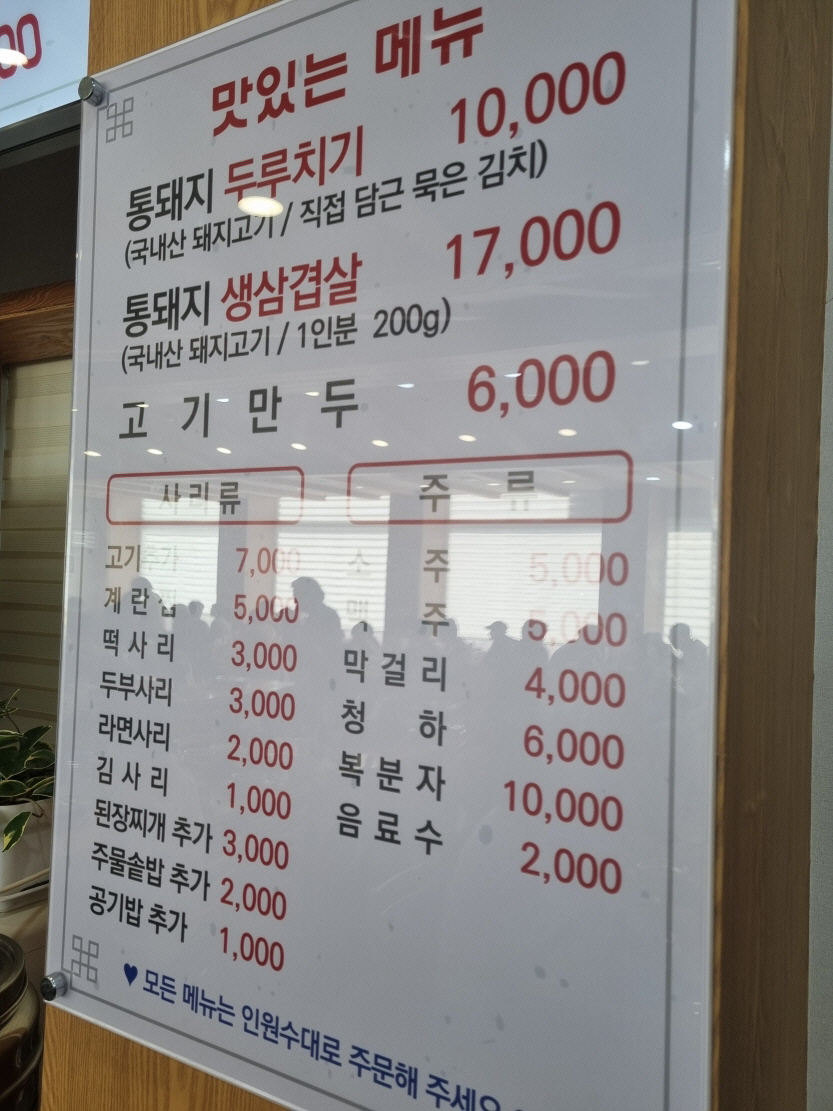 00
맛있는 메뉴
통돼지 두루치기 10,000
(국내산 돼지고기 / 직접 담근 묵은 김치)
통돼지 생삼겹살 17,000
(국내산 돼지고기 / 1인분 200g)
고 기 만 두 6,000
사리류
주 류
고기추가 7,000
계란찜 5,000
떡사리 3,000
두부사리 3,000
라면사리 2,000
김사리 1,000
된장찌개 추가 3,000
주물솥밥 추가 2,000
공기밥 추가 1,000
소 주 5,000
맥 주 5,000
막걸리 4,000
청 하 6,000
복분자 10,000
음료수 2,000
♥ 모든 메뉴는 인원수대로 주문해 주세요